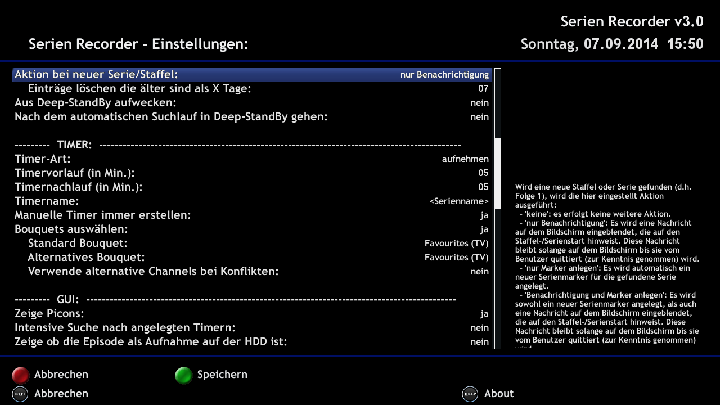 Serien Recorder v3.0
Serien Recorder - Einstellungen:
Sonntag, 07.09.2014 15:50
Aktion bei neuer Serie/Staffel: nur Benachrichtigung
Einträge löschen die älter sind als X Tage: 07
Aus Deep-StandBy aufwecken: nein
Nach dem automatischen Suchlauf in Deep-StandBy gehen: nein
--------- TIMER: ---------------------------------------------------------------------------------------------
Timer-Art: aufnehmen
Timervorlauf (in Min.): 05
Timernachlauf (in Min.): 05
Timername: <Serienname>
Manuelle Timer immer erstellen: ja
Bouquets auswählen: ja
Standard Bouquet: Favourites (TV)
Alternatives Bouquet: Favourites (TV)
Verwende alternative Channels bei Konflikten: nein
--------- GUI: ---------------------------------------------------------------------------------------------
Zeige Picons: ja
Intensive Suche nach angelegten Timern: nein
Zeige ob die Episode als Aufnahme auf der HDD ist: nein
Wird eine neue Staffel oder Serie gefunden (d.h.
Folge 1), wird die hier eingestellt Aktion
ausgeführt:
- 'keine': es erfolgt keine weitere Aktion.
- 'nur Benachrichtigung': Es wird eine Nachricht
auf dem Bildschirm eingeblendet, die auf den
Staffel-/Serienstart hinweist. Diese Nachricht
bleibt solange auf dem Bildschirm bis sie vom
Benutzer quittiert (zur Kenntnis genommen) wird.
- 'nur Marker anlegen': Es wird automatisch ein
neuer Serienmarker für die gefundene Serie
angelegt.
- 'Benachrichtigung und Marker anlegen': Es wird
sowohl ein neuer Serienmarker angelegt, als auch
eine Nachricht auf dem Bildschirm eingeblendet,
die auf den Staffel-/Serienstart hinweist. Diese
Nachricht bleibt solange auf dem Bildschirm bis sie
vom Benutzer quittiert (zur Kenntnis genommen)
Abbrechen
Speichern
Abbrechen
About